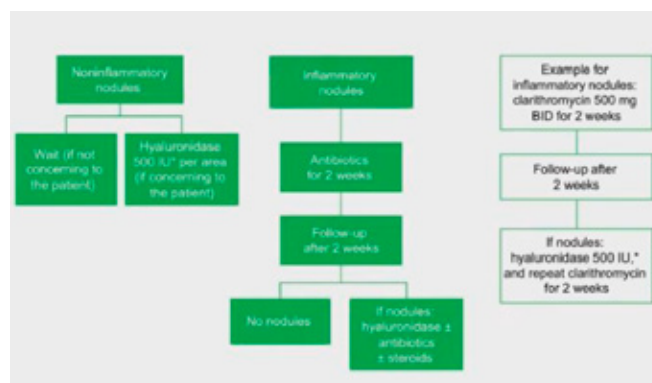 Noninflammatory
nodules
Wait (if not
concerning to
the patient)
Hyaluronidase
500 IU* per area
(if concerning to
the patient)
Inflammatory
nodules
Antibiotics
for 2 weeks
Follow-up
after 2 weeks
No nodules
If nodules:
hyaluronidase ±
antibiotics
± steroids
Example for
inflammatory nodules:
clarithromycin 500 mg
BID for 2 weeks
Follow-up after
2 weeks
If nodules:
hyaluronidase 500 IU,*
and repeat clarithromycin
for 2 weeks